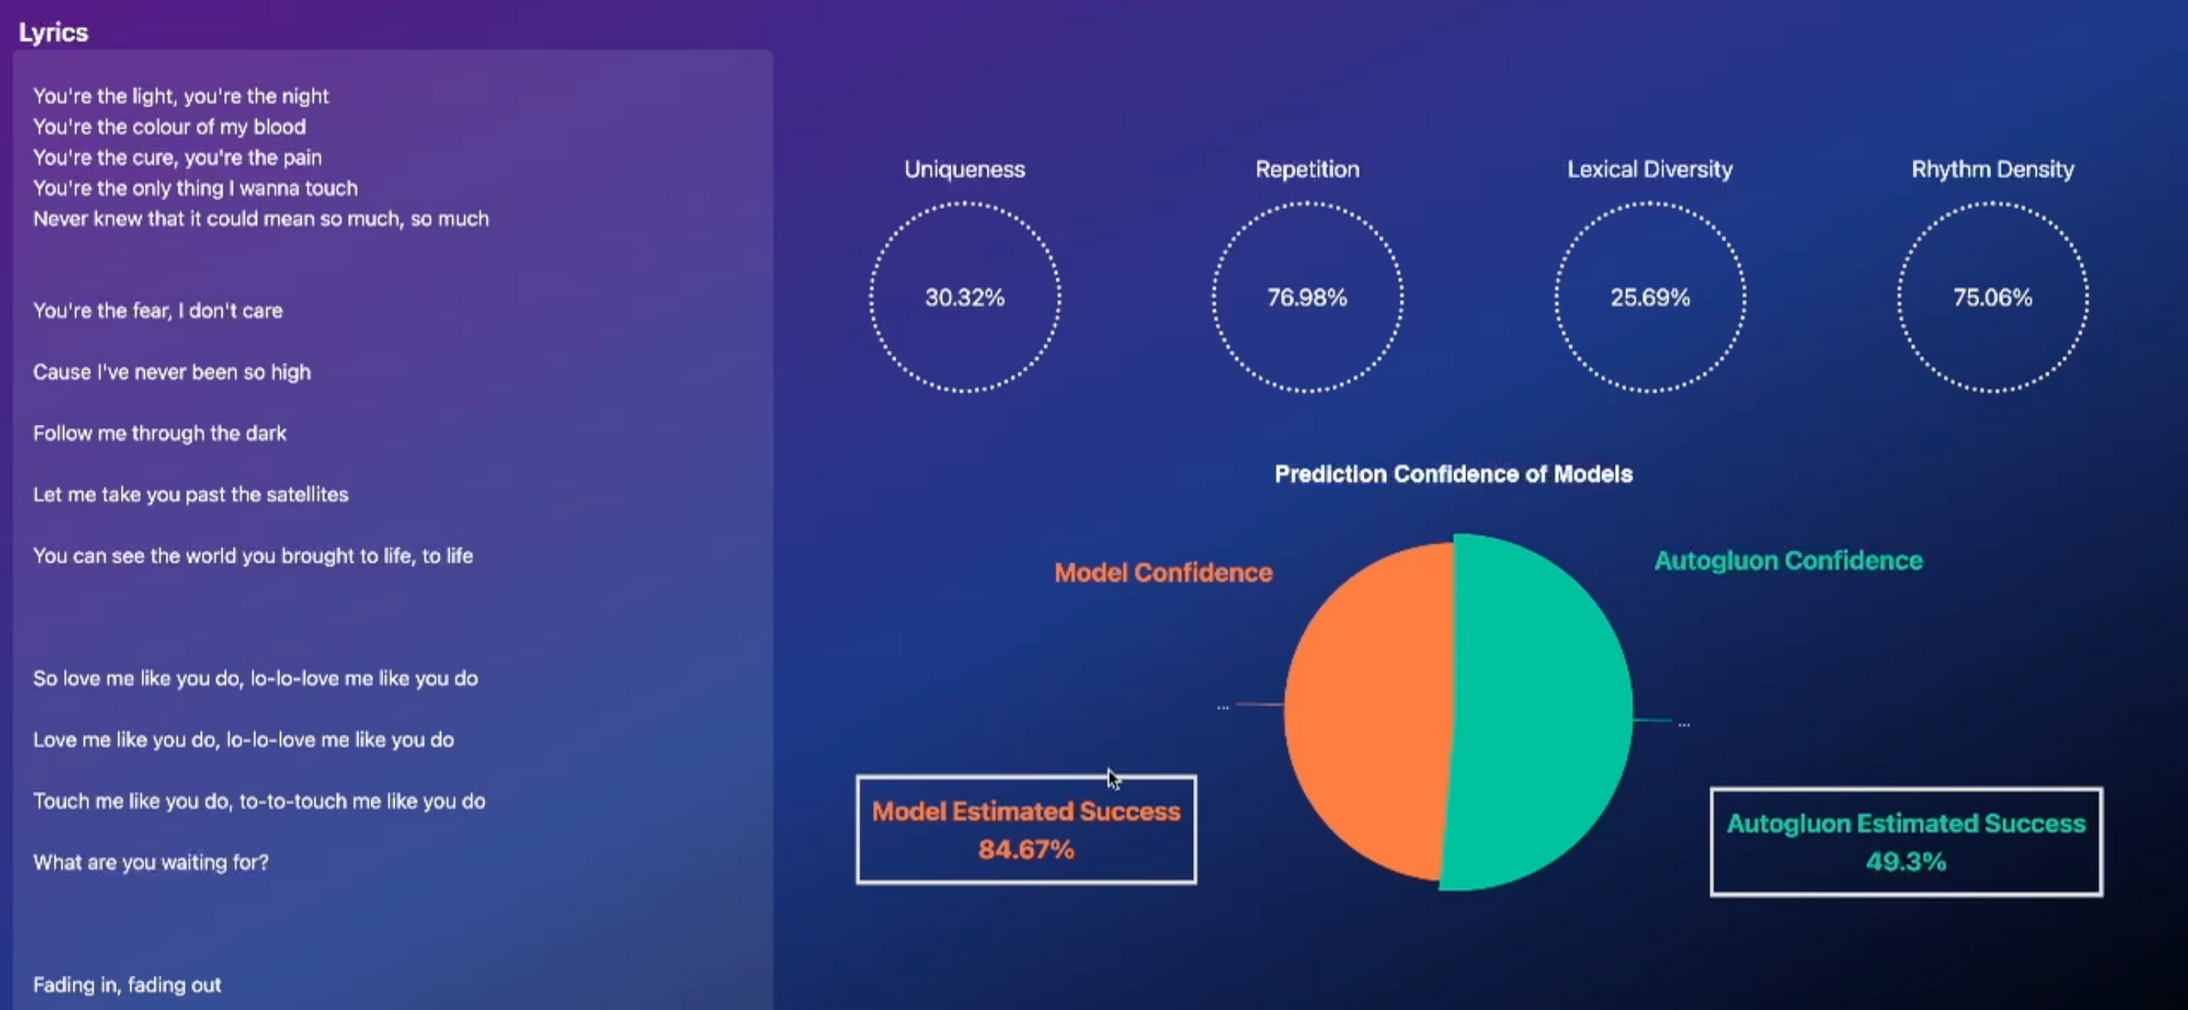 Lyrics
You're the light, you're the night
You're the colour of my blood
You're the cure, you're the pain
You're the only thing I wanna touch
Never knew that it could mean so much, so much
You're the fear, I don't care
Cause I've never been so high
Follow me through the dark
Let me take you past the satellites
You can see the world you brought to life, to life
So love me like you do, lo-lo-love me like you do
Love me like you do, lo-lo-love me like you do
Touch me like you do, to-to-touch me like you do
What are you waiting for?
Fading in, fading out
Uniqueness
30.32%
Repetition
76.98%
Lexical Diversity
25.69%
Rhythm Density
75.06%
Prediction Confidence of Models
Model Confidence
Autogluon Confidence
...
...
Model Estimated Success
84.67%
Autogluon Estimated Success
49.3%